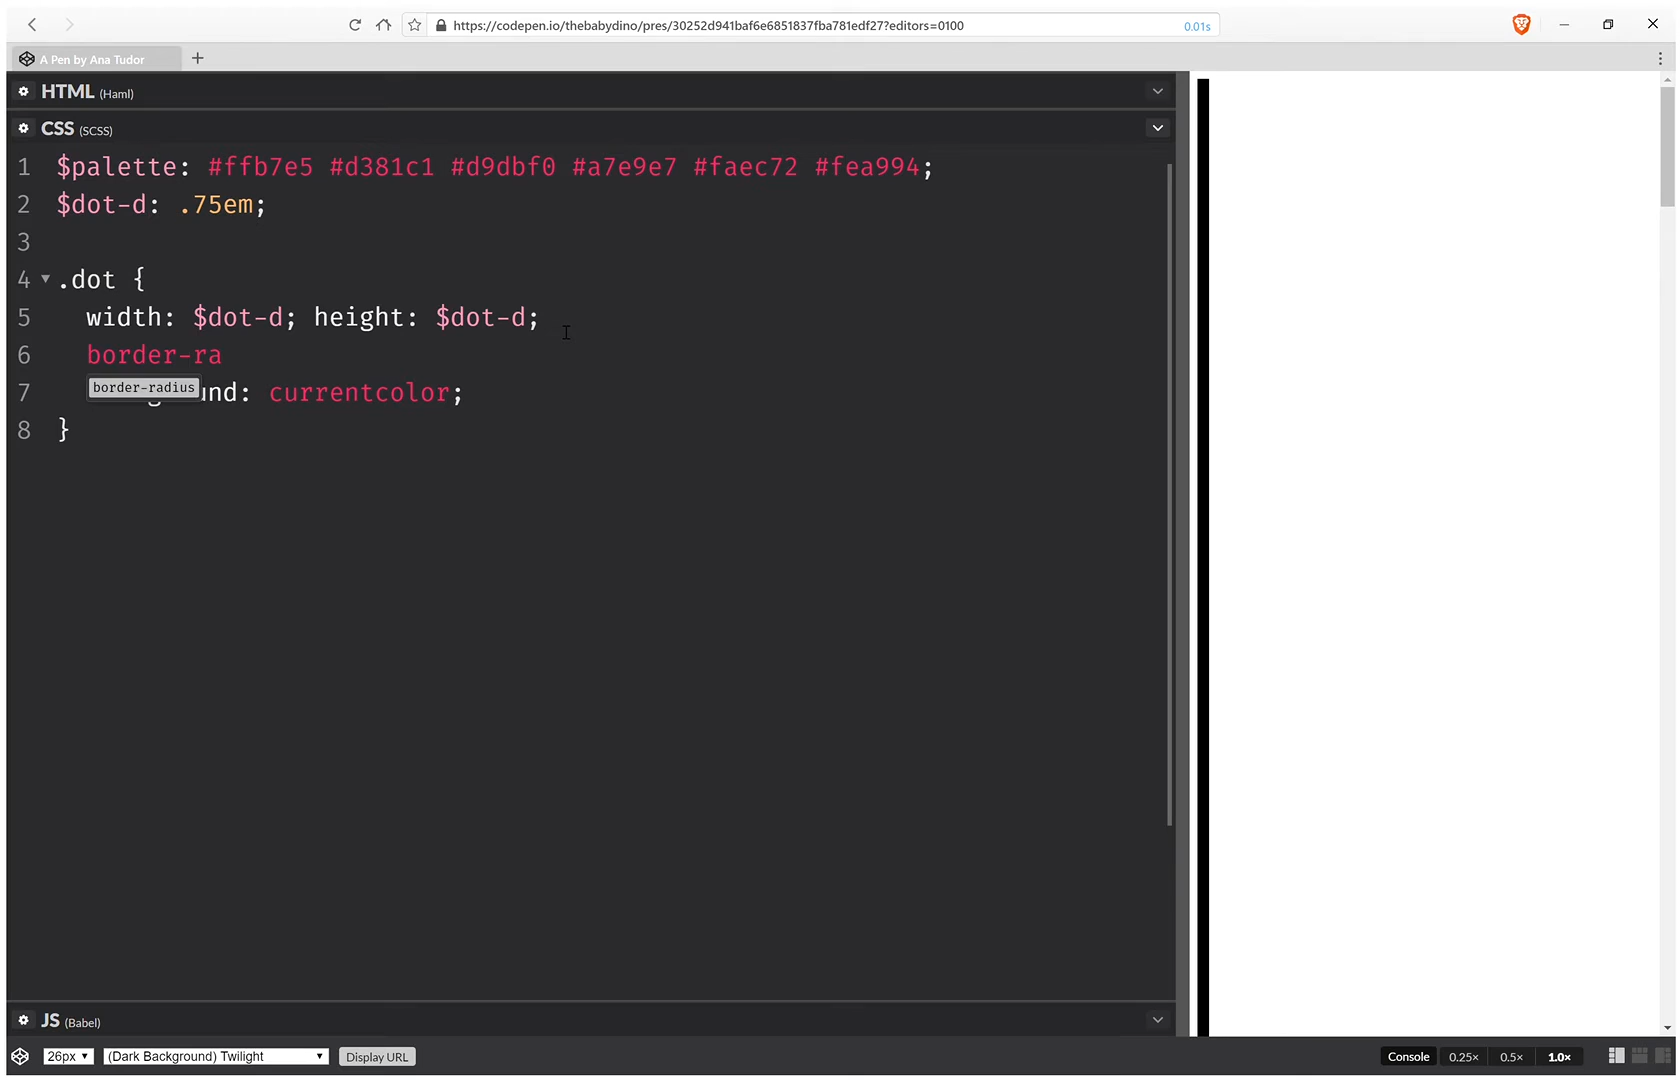 https://codepen.io/thebabydino/pres/30252d941baf6e6851837fba781edf27?editors=0100
0.01s
A Pen by Ana Tudor
HTML (Haml)
CSS (SCSS)
1 $palette: #ffb7e5 #d381c1 #d9dbf0 #a7e9e7 #faec72 #fea994;
2 $dot-d: .75em;
3
4 .dot {
5 width: $dot-d; height: $dot-d;
6 border-ra
border-radius
7 und: currentcolor;
8 }
JS (Babel)
26px (Dark Background) Twilight Display URL Console 0.25× 0.5× 1.0×